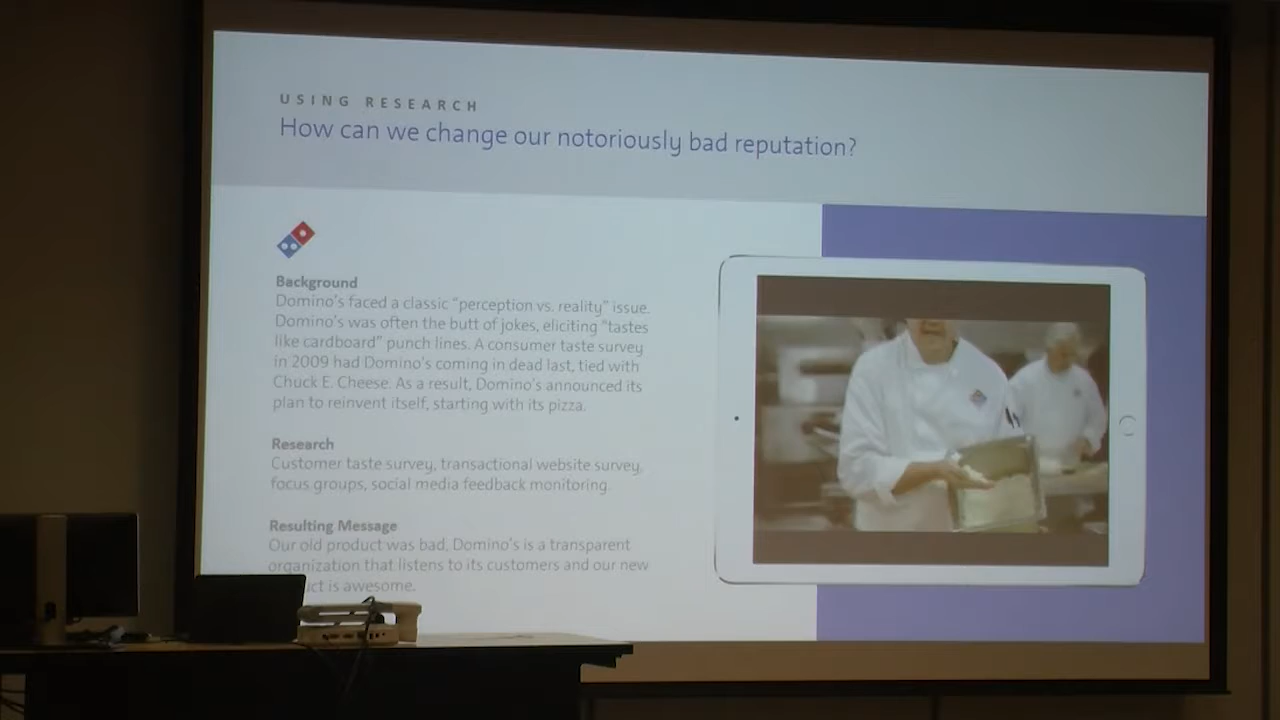 USING RESEARCH
How can we change our notoriously bad reputation?
Background
Domino's faced a classic "perception vs. reality" issue.
Domino's was often the butt of jokes, eliciting "tastes
like cardboard" punch lines. A consumer taste survey
in 2009 had Domino's coming in dead last, tied with
Chuck E. Cheese. As a result, Domino's announced its
plan to reinvent itself, starting with its pizza.
Research
Customer taste survey, transactional website survey,
focus groups, social media feedback monitoring.
Resulting Message
Our old product was bad, Domino's is a transparent
organization that listens to its customers and our new
is awesome.